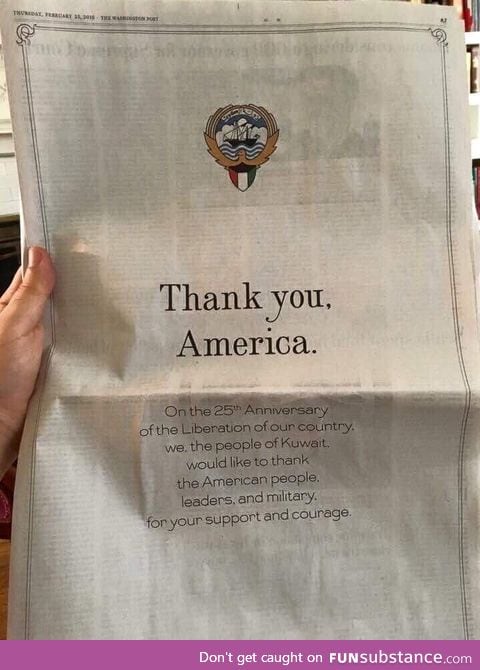 THURSDAY, FEBRUARY 25, 2016 · THE WASHINGTON POST
Thank you,
America.
On the 25th Anniversary
of the Liberation of our country,
we, the people of Kuwait,
would like to thank
the American people,
leaders, and military,
for your support and courage.
Don't get caught on FUNsubstance.com